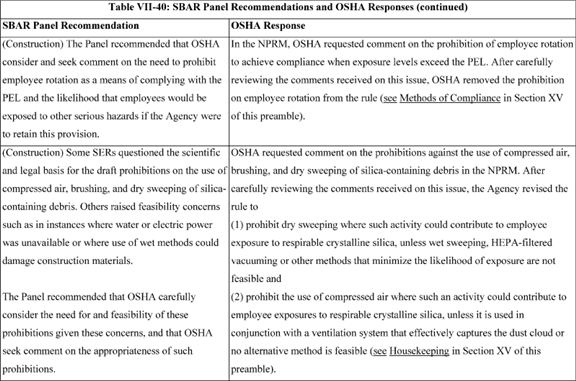 Table VII-40: SBAR Panel Recommendations and OSHA Responses (continued)
SBAR Panel Recommendation
(Construction) The Panel recommended that OSHA
consider and seek comment on the need to prohibit
employee rotation as a means of complying with the
PEL and the likelihood that employees would be
exposed to other serious hazards if the Agency were
to retain this provision.
OSHA Response
In the NPRM, OSHA requested comment on the prohibition of employee rotation
to achieve compliance when exposure levels exceed the PEL. After carefully
reviewing the comments received on this issue, OSHA removed the prohibition
on employee rotation from the rule (see Methods of Compliance in Section XV
of this preamble).
(Construction) Some SERs questioned the scientific
and legal basis for the draft prohibitions on the use of
compressed air, brushing, and dry sweeping of silica-
containing debris. Others raised feasibility concerns
such as in instances where water or electric power
was unavailable or where use of wet methods could
damage construction materials.
The Panel recommended that OSHA carefully
consider the need for and feasibility of these
prohibitions given these concerns, and that OSHA
seek comment on the appropriateness of such
prohibitions.
OSHA requested comment on the prohibitions against the use of compressed air,
brushing, and dry sweeping of silica-containing debris in the NPRM. After
carefully reviewing the comments received on this issue, the Agency revised the
rule to
(1) prohibit dry sweeping where such activity could contribute to employee
exposure to respirable crystalline silica, unless wet sweeping, HEPA-filtered
vacuuming or other methods that minimize the likelihood of exposure are not
feasible and
(2) prohibit the use of compressed air where such an activity could contribute to
employee exposures to respirable crystalline silica, unless it is used in
conjunction with a ventilation system that effectively captures the dust cloud or
no alternative method is feasible (see Housekeeping in Section XV of this
preamble).